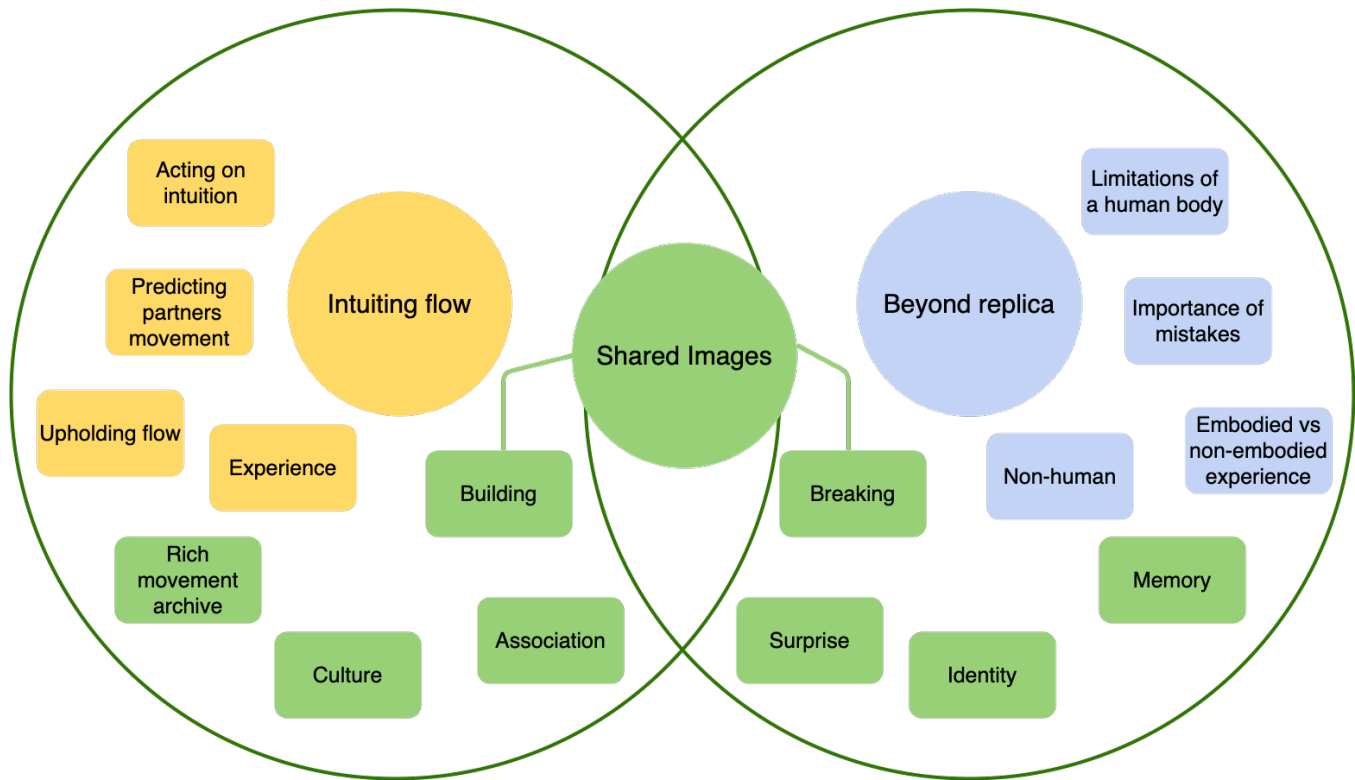 Acting on
intuition
Predicting
partners
movement
Upholding flow
Experience
Intuiting flow
Rich
movement
archive
Culture
Building
Association
Shared Images
Breaking
Surprise
Identity
Memory
Beyond replica
Limitations of
a human body
Importance of
mistakes
Embodied vs
non-embodied
experience
Non-human